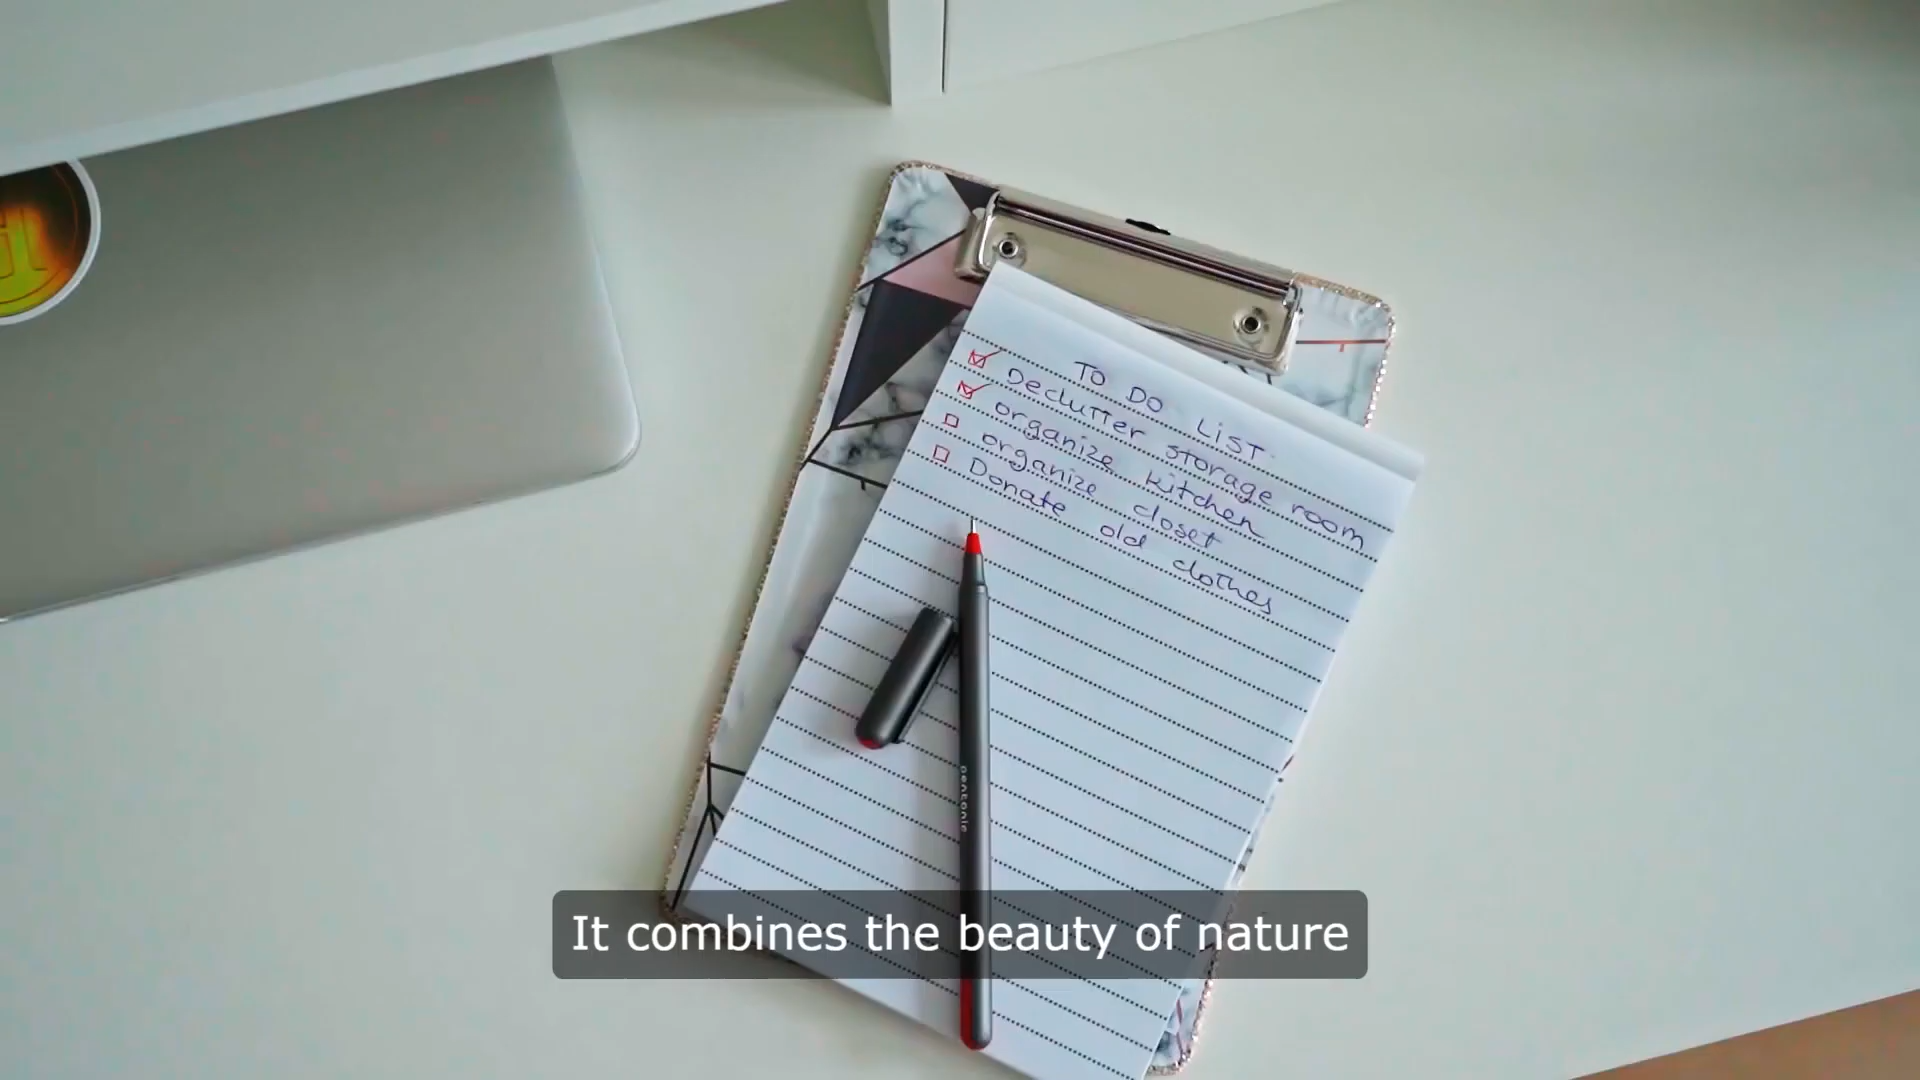 TO DO LIST
Declutter storage room
organize kitchen
organize closet
Donate old clothes
It combines the beauty of nature